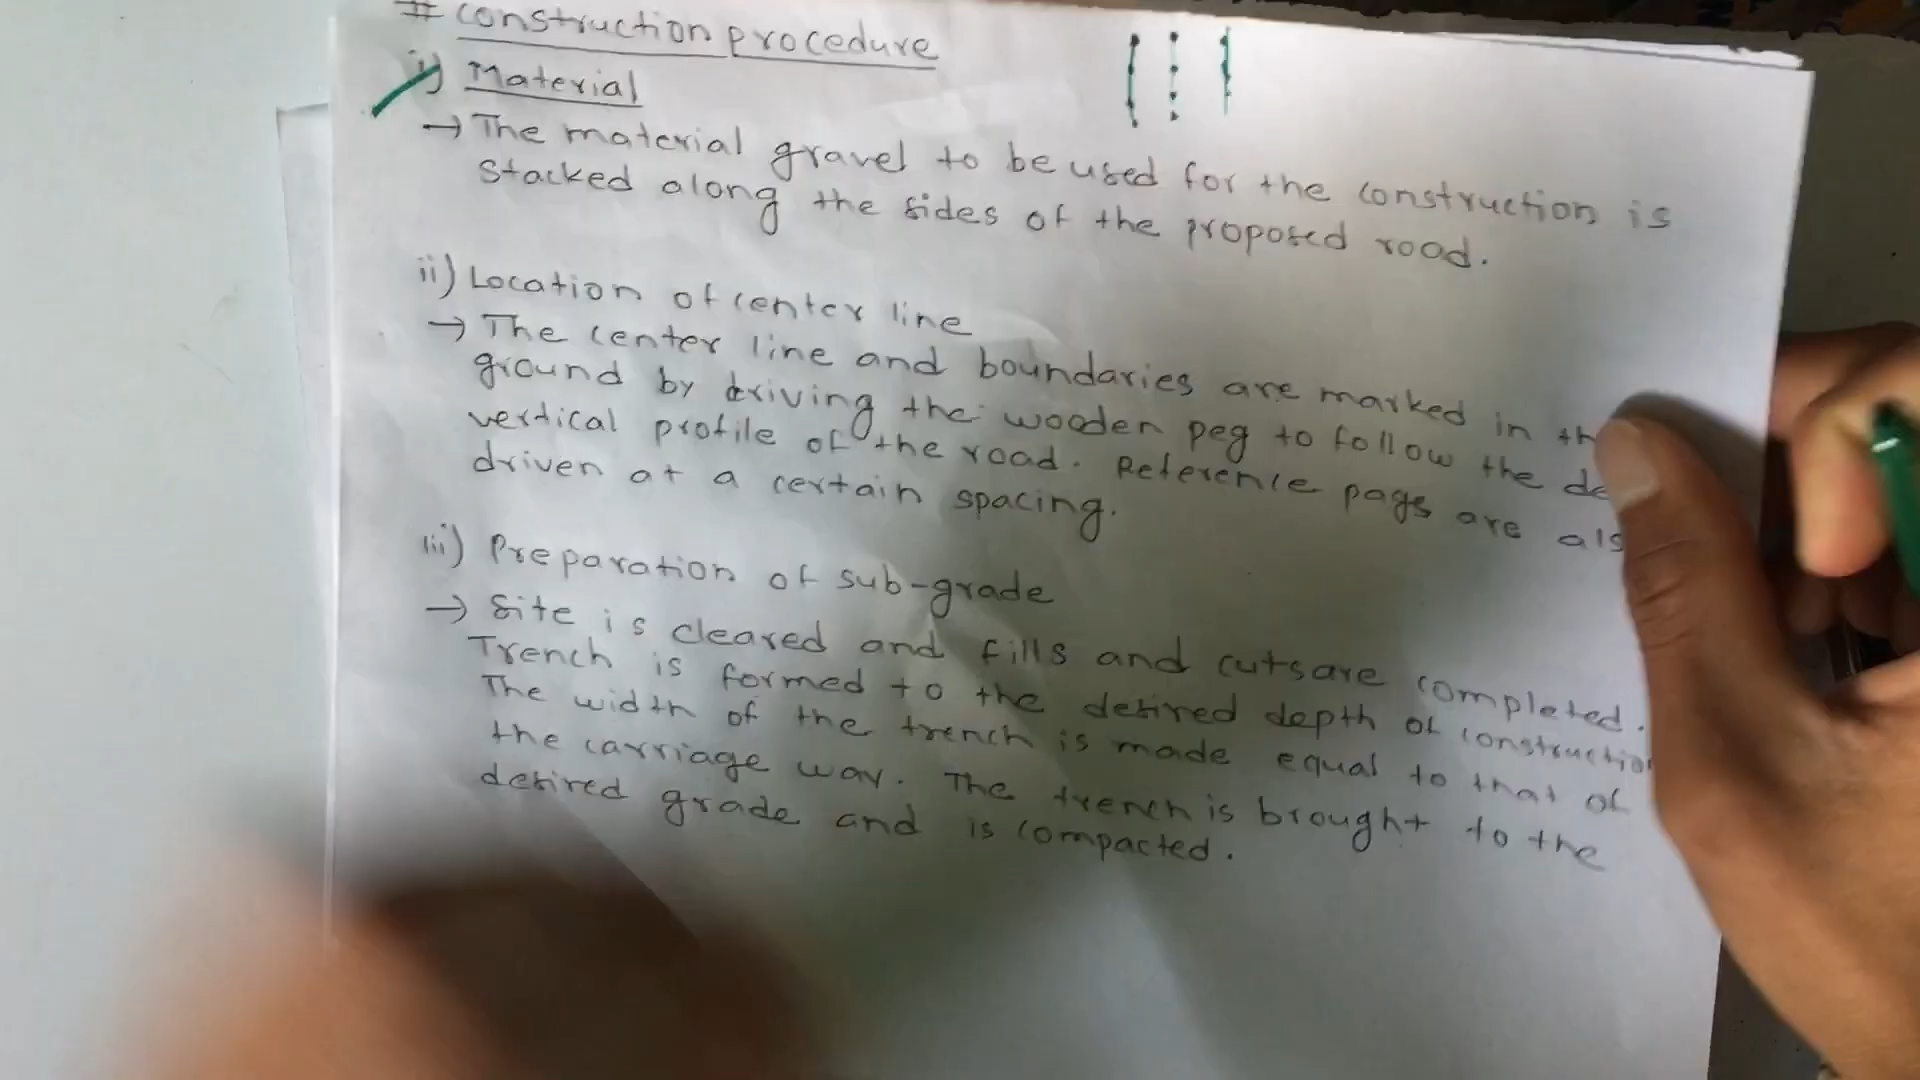 # construction procedure
i) Material
→ The material gravel to be used for the construction is
stacked along the sides of the proposed road.
ii) Location of center line
→ The center line and boundaries are marked in
ground by driving the wooden peg to follow the
vertical profile of the road. Reference pags are
driven at a certain spacing.
iii) Preparation of sub-grade
→ Site is cleared and fills and cuts are completed.
Trench is formed to the desired depth of
The width of the trench is made equal to that of
the carriage way. The trench is brought to the
desired grade and is compacted.